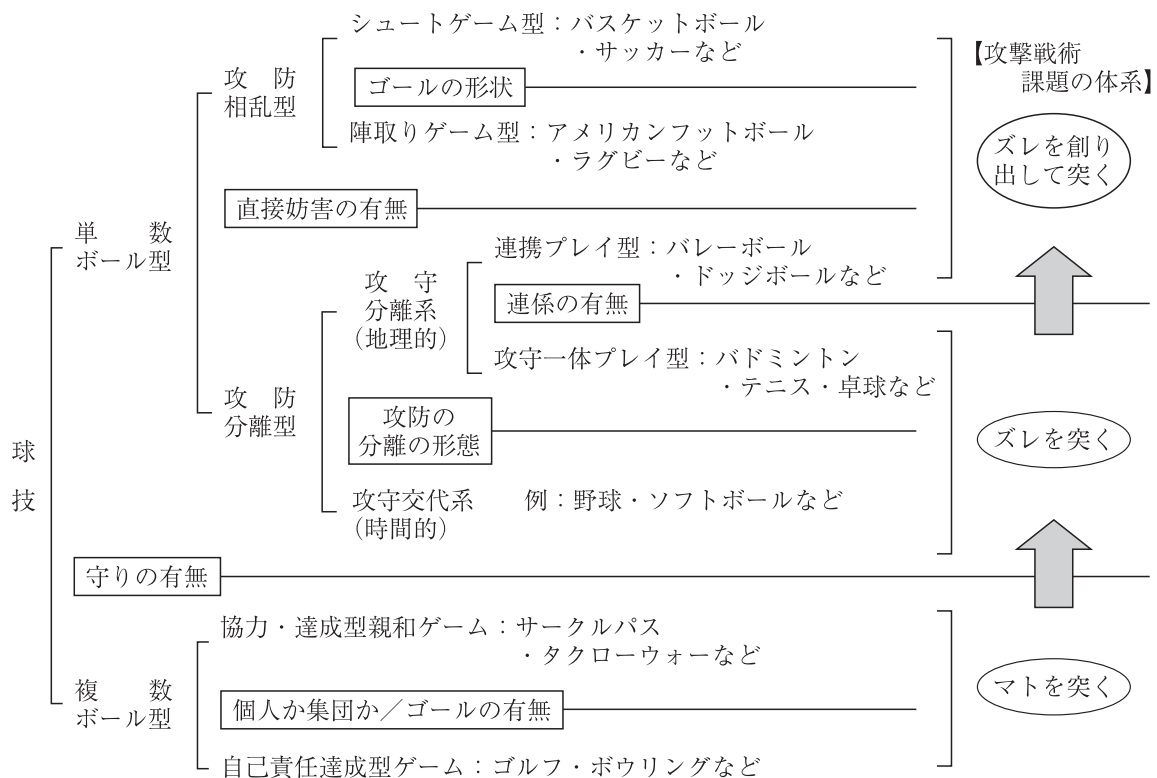 シュートゲーム型：バスケットボール
・サッカーなど
【攻撃戦術
課題の体系】
攻　防
相乱型
ゴールの形状
陣取りゲーム型：アメリカンフットボール
・ラグビーなど
ズレを創り
出して突く
直接妨害の有無
単　数
ボール型
連携プレイ型：バレーボール
・ドッジボールなど
攻　守
分離系
（地理的）
連係の有無
攻守一体プレイ型：バドミントン
・テニス・卓球など
攻　防
分離型
攻防の
分離の形態
ズレを突く
球
技
攻守交代系　例：野球・ソフトボールなど
（時間的）
守りの有無
協力・達成型親和ゲーム：サークルパス
・タクローウォーなど
複　数
ボール型
個人か集団か／ゴールの有無
マトを突く
自己責任達成型ゲーム：ゴルフ・ボウリングなど